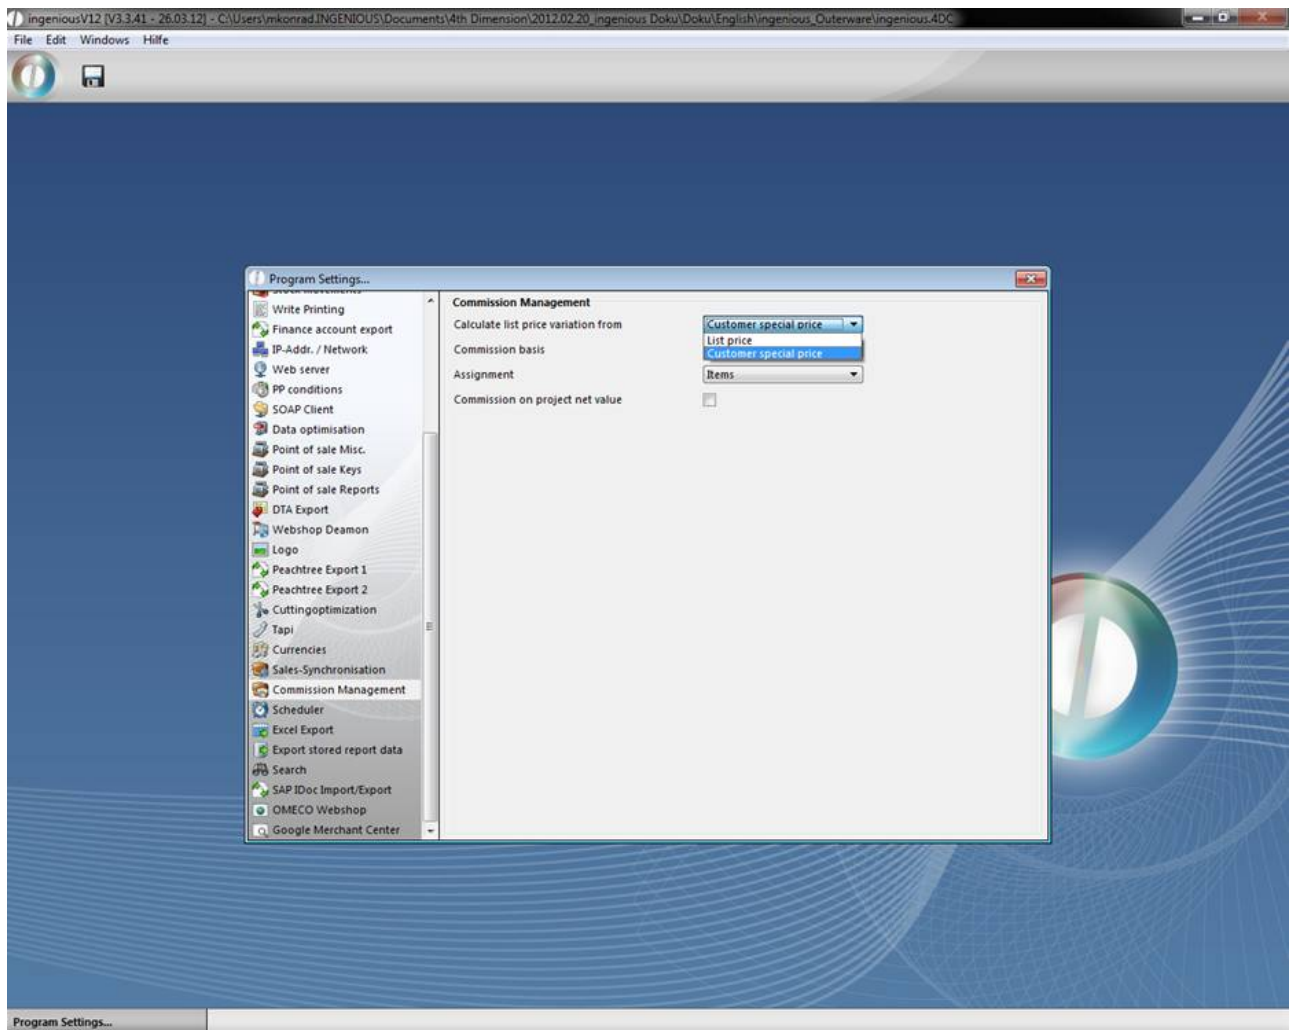 ingeniousV12 [V3.3.41 - 26.03.12] - C:\Users\mkonrad.INGENIOUS\Documents\4th Dimension\2012.02.20_ingenious Doku\Doku\English\ingenious_Outerware\ingenious.4DC
File Edit Windows Hilfe
Program Settings...
Stock movements
Write Printing
Finance account export
IP-Addr. / Network
Web server
PP conditions
SOAP Client
Data optimisation
Point of sale Misc.
Point of sale Keys
Point of sale Reports
DTA Export
Webshop Deamon
Logo
Peachtree Export 1
Peachtree Export 2
Cuttingoptimization
Tapi
Currencies
Sales-Synchronisation
Commission Management
Scheduler
Excel Export
Export stored report data
Search
SAP IDoc Import/Export
OMECO Webshop
Google Merchant Center
Commission Management
Calculate list price variation from
Customer special price
List price
Customer special price
Commission basis
Assignment
Items
Commission on project net value
Program Settings...